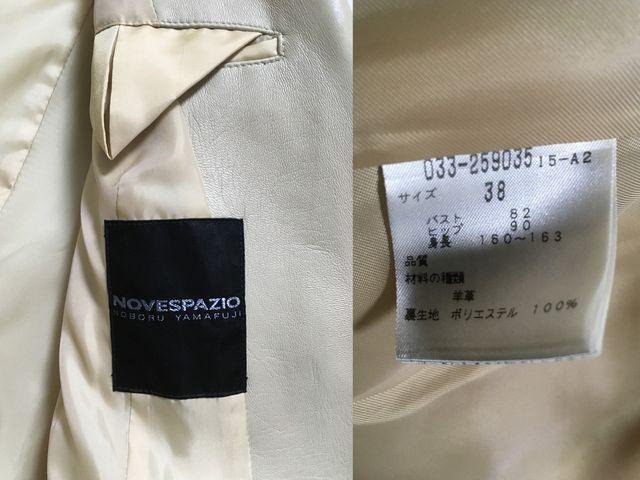 NOVESPAZIO
NOBORU YAMAFUJI
033-259035 15-A2
サイズ 38
バスト 82
ヒップ 90
身長 160~163
品質
材料の種類
羊革
裏生地 ポリエステル 100%